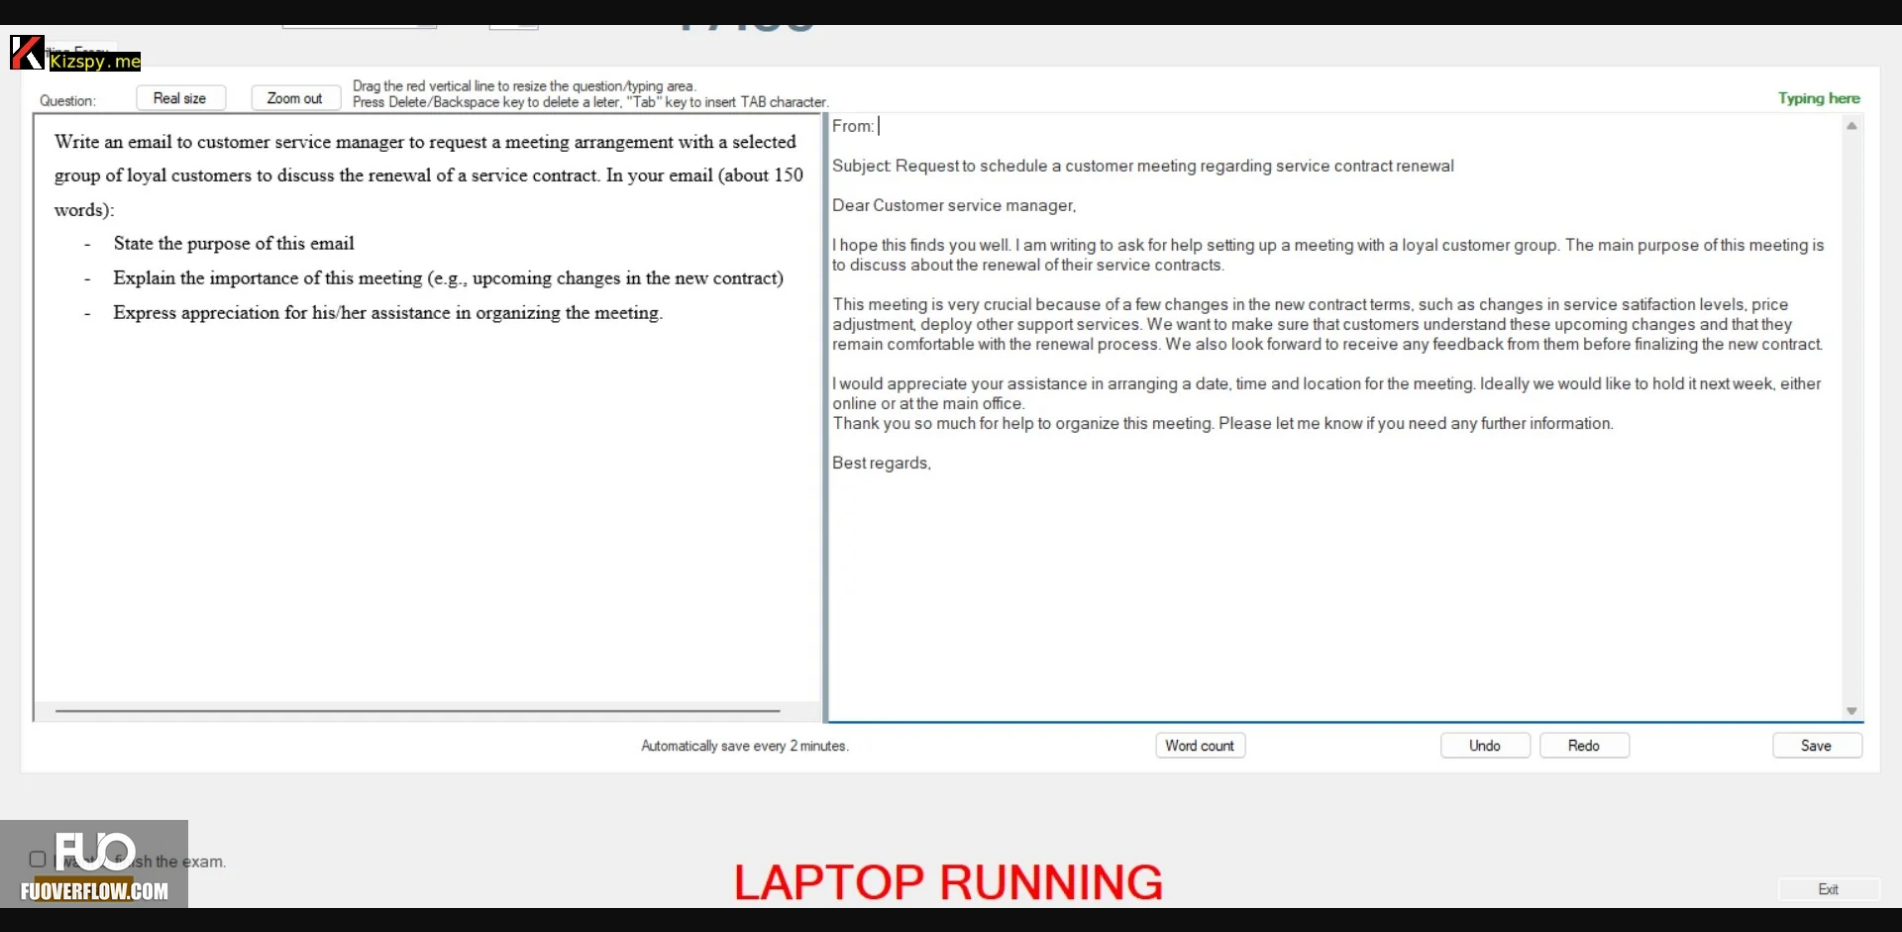 Kizspy.me
Question:
Real size
Zoom out
Drag the red vertical line to resize the question/typing area.
Press Delete/Backspace key to delete a leter, "Tab" key to insert TAB character.
Typing here
Write an email to customer service manager to request a meeting arrangement with a selected
group of loyal customers to discuss the renewal of a service contract. In your email (about 150
words):
- State the purpose of this email
- Explain the importance of this meeting (e.g., upcoming changes in the new contract)
- Express appreciation for his/her assistance in organizing the meeting.
From:
Subject: Request to schedule a customer meeting regarding service contract renewal
Dear Customer service manager,
I hope this finds you well. I am writing to ask for help setting up a meeting with a loyal customer group. The main purpose of this meeting is
to discuss about the renewal of their service contracts.
This meeting is very crucial because of a few changes in the new contract terms, such as changes in service satifaction levels, price
adjustment, deploy other support services. We want to make sure that customers understand these upcoming changes and that they
remain comfortable with the renewal process. We also look forward to receive any feedback from them before finalizing the new contract.
I would appreciate your assistance in arranging a date, time and location for the meeting. Ideally we would like to hold it next week, either
online or at the main office.
Thank you so much for help to organize this meeting. Please let me know if you need any further information.
Best regards,
Automatically save every 2 minutes.
Word count
Undo
Redo
Save
FUO
the exam.
FUOVERFLOW.COM
LAPTOP RUNNING
Exit